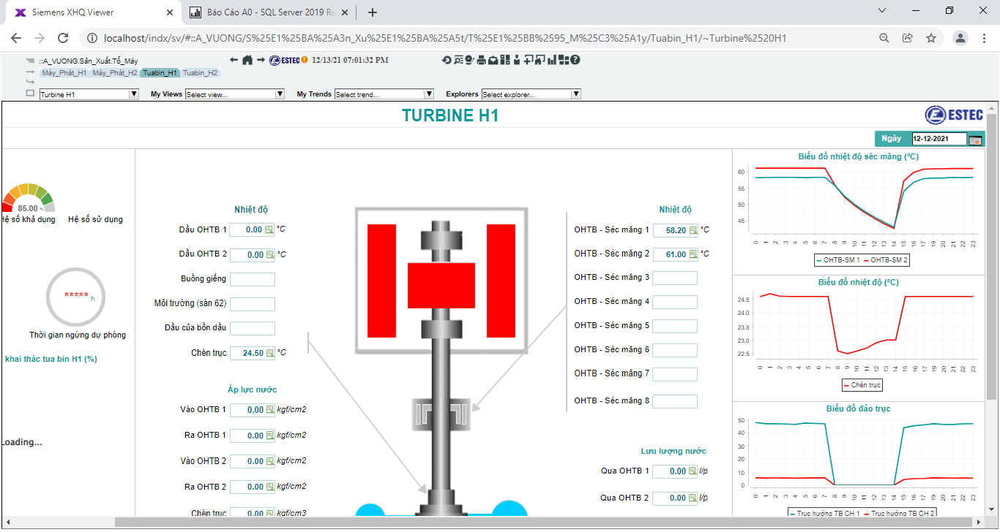 Siemens XHQ Viewer
Báo Cáo A0 - SQL Server 2019 Re
localhost/indx/sv/#::A_VUONG/S%25E1%25BA%25A3n_Xu%25E1%25BA%25A5t/T%25E1%25BB%2595_M%25C3%25A1y/Tuabin_H1/~Turbine%2520H1
::A_VUONG.Sản_Xuất.Tổ_Máy
ESTEC 12/13/21 07:01:32 PM
Máy_Phát_H1 Máy_Phát_H2 Tuabin_H1 Tuabin_H2
Turbine H1 My Views Select view... My Trends Select trend... Explorers Select explorer...
TURBINE H1
ESTEC
Ngày 12-12-2021
85.00 %
Hệ số khả dụng Hệ số sử dụng
***** h
Thời gian ngừng dự phòng
khai thác tua bin H1 (%)
Loading...
Nhiệt độ
Dầu OHTB 1 0.00 °C
Dầu OHTB 2 0.00 °C
Buồng giếng
Môi trường (sàn 62)
Dầu của bồn dầu
Chèn trục 24.50 °C
Áp lực nước
Vào OHTB 1 0.00 kgf/cm2
Ra OHTB 1 0.00 kgf/cm2
Vào OHTB 2 0.00 kgf/cm2
Ra OHTB 2 0.00 kgf/cm2
Chèn trục 0.00 kgf/cm3
Nhiệt độ
OHTB - Séc măng 1 58.20 °C
OHTB - Séc măng 2 61.00 °C
OHTB - Séc măng 3
OHTB - Séc măng 4
OHTB - Séc măng 5
OHTB - Séc măng 6
OHTB - Séc măng 7
OHTB - Séc măng 8
Lưu lượng nước
Qua OHTB 1 0.00 l/p
Qua OHTB 2 0.00 l/p
Biểu đồ nhiệt độ séc măng (°C)
60
55
50
45
0 1 2 3 4 5 6 7 8 9 10 11 12 13 14 15 16 17 18 19 20 21 22 23
OHTB-SM 1 OHTB-SM 2
Biểu đồ nhiệt độ (°C)
24.5
24.0
23.5
23.0
22.5
0 1 2 3 4 5 6 7 8 9 10 11 12 13 14 15 16 17 18 19 20 21 22 23
Chèn trục
Biểu đồ đảo trục
50
40
30
20
10
0
0 1 2 3 4 5 6 7 8 9 10 11 12 13 14 15 16 17 18 19 20 21 22 23
Trục hướng TB CH 1 Trục hướng TB CH 2